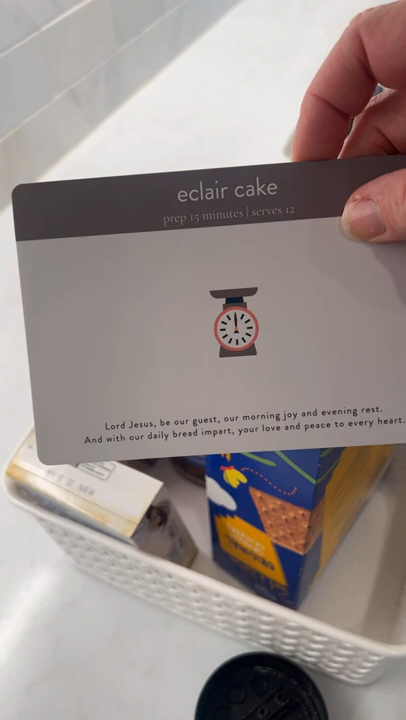 eclair cake
prep 15 minutes | serves 12
Lord Jesus, be our guest, our morning joy and evening rest.
And with our daily bread impart, your love and peace to every heart.
ORIGINAL